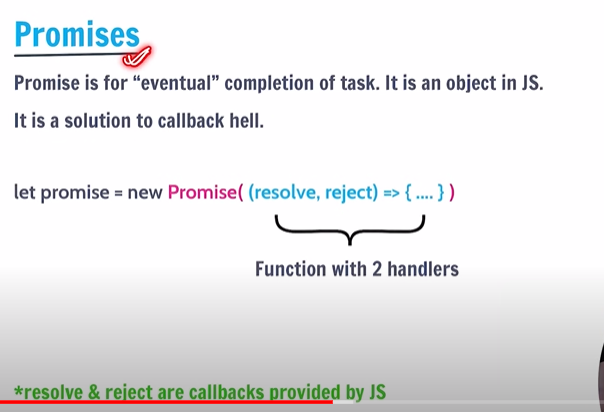 Promises
Promise is for “eventual” completion of task. It is an object in JS.
It is a solution to callback hell.
let promise = new Promise( (resolve, reject) => { .... } )
Function with 2 handlers
*resolve & reject are callbacks provided by JS